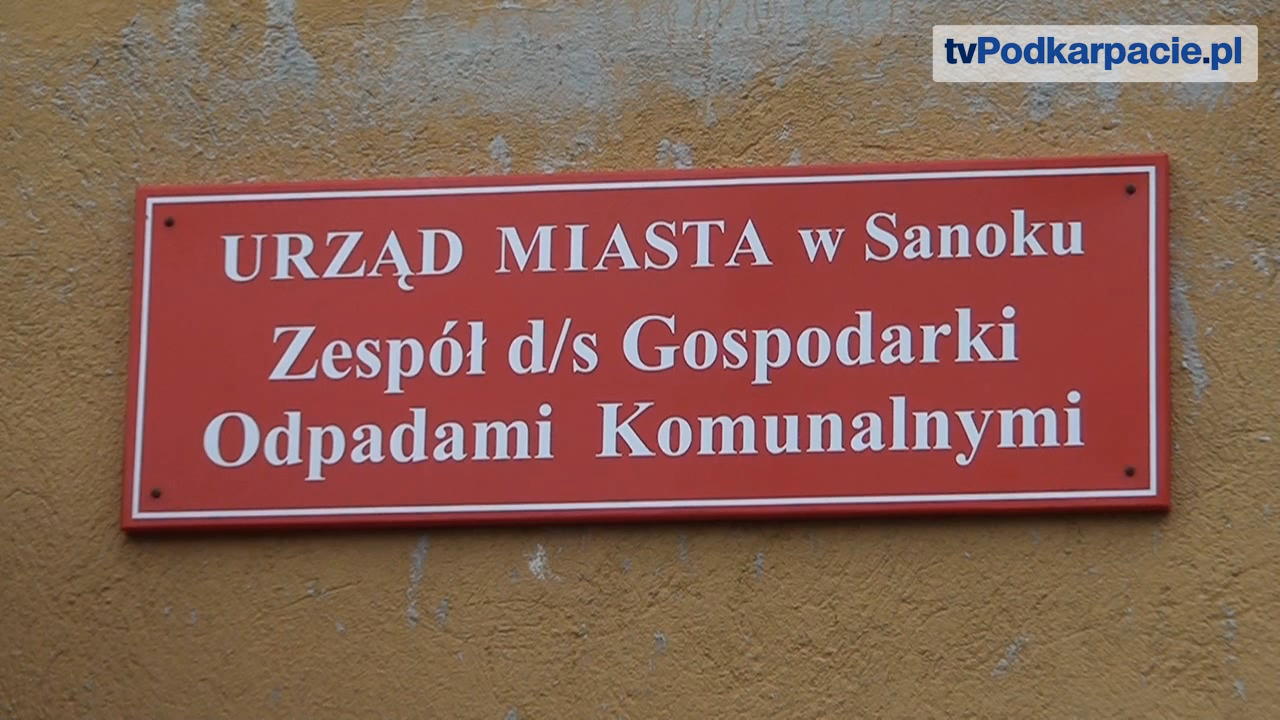 tvPodkarpacie.pl
URZĄD MIASTA w Sanoku
Zespół d/s Gospodarki
Odpadami Komunalnymi